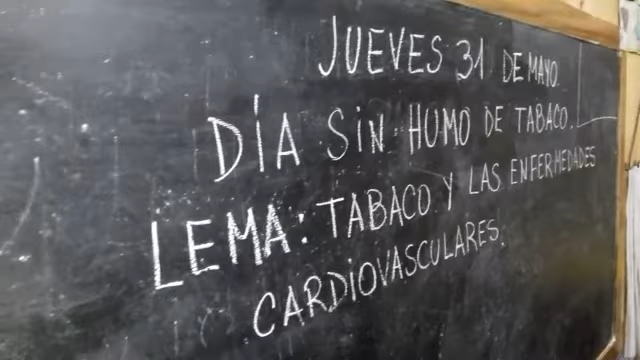 JUEVES 31 DE MAYO.
DÍA SIN HUMO DE TABACO.
LEMA: TABACO Y LAS ENFERMEDADES
CARDIOVASCULARES.